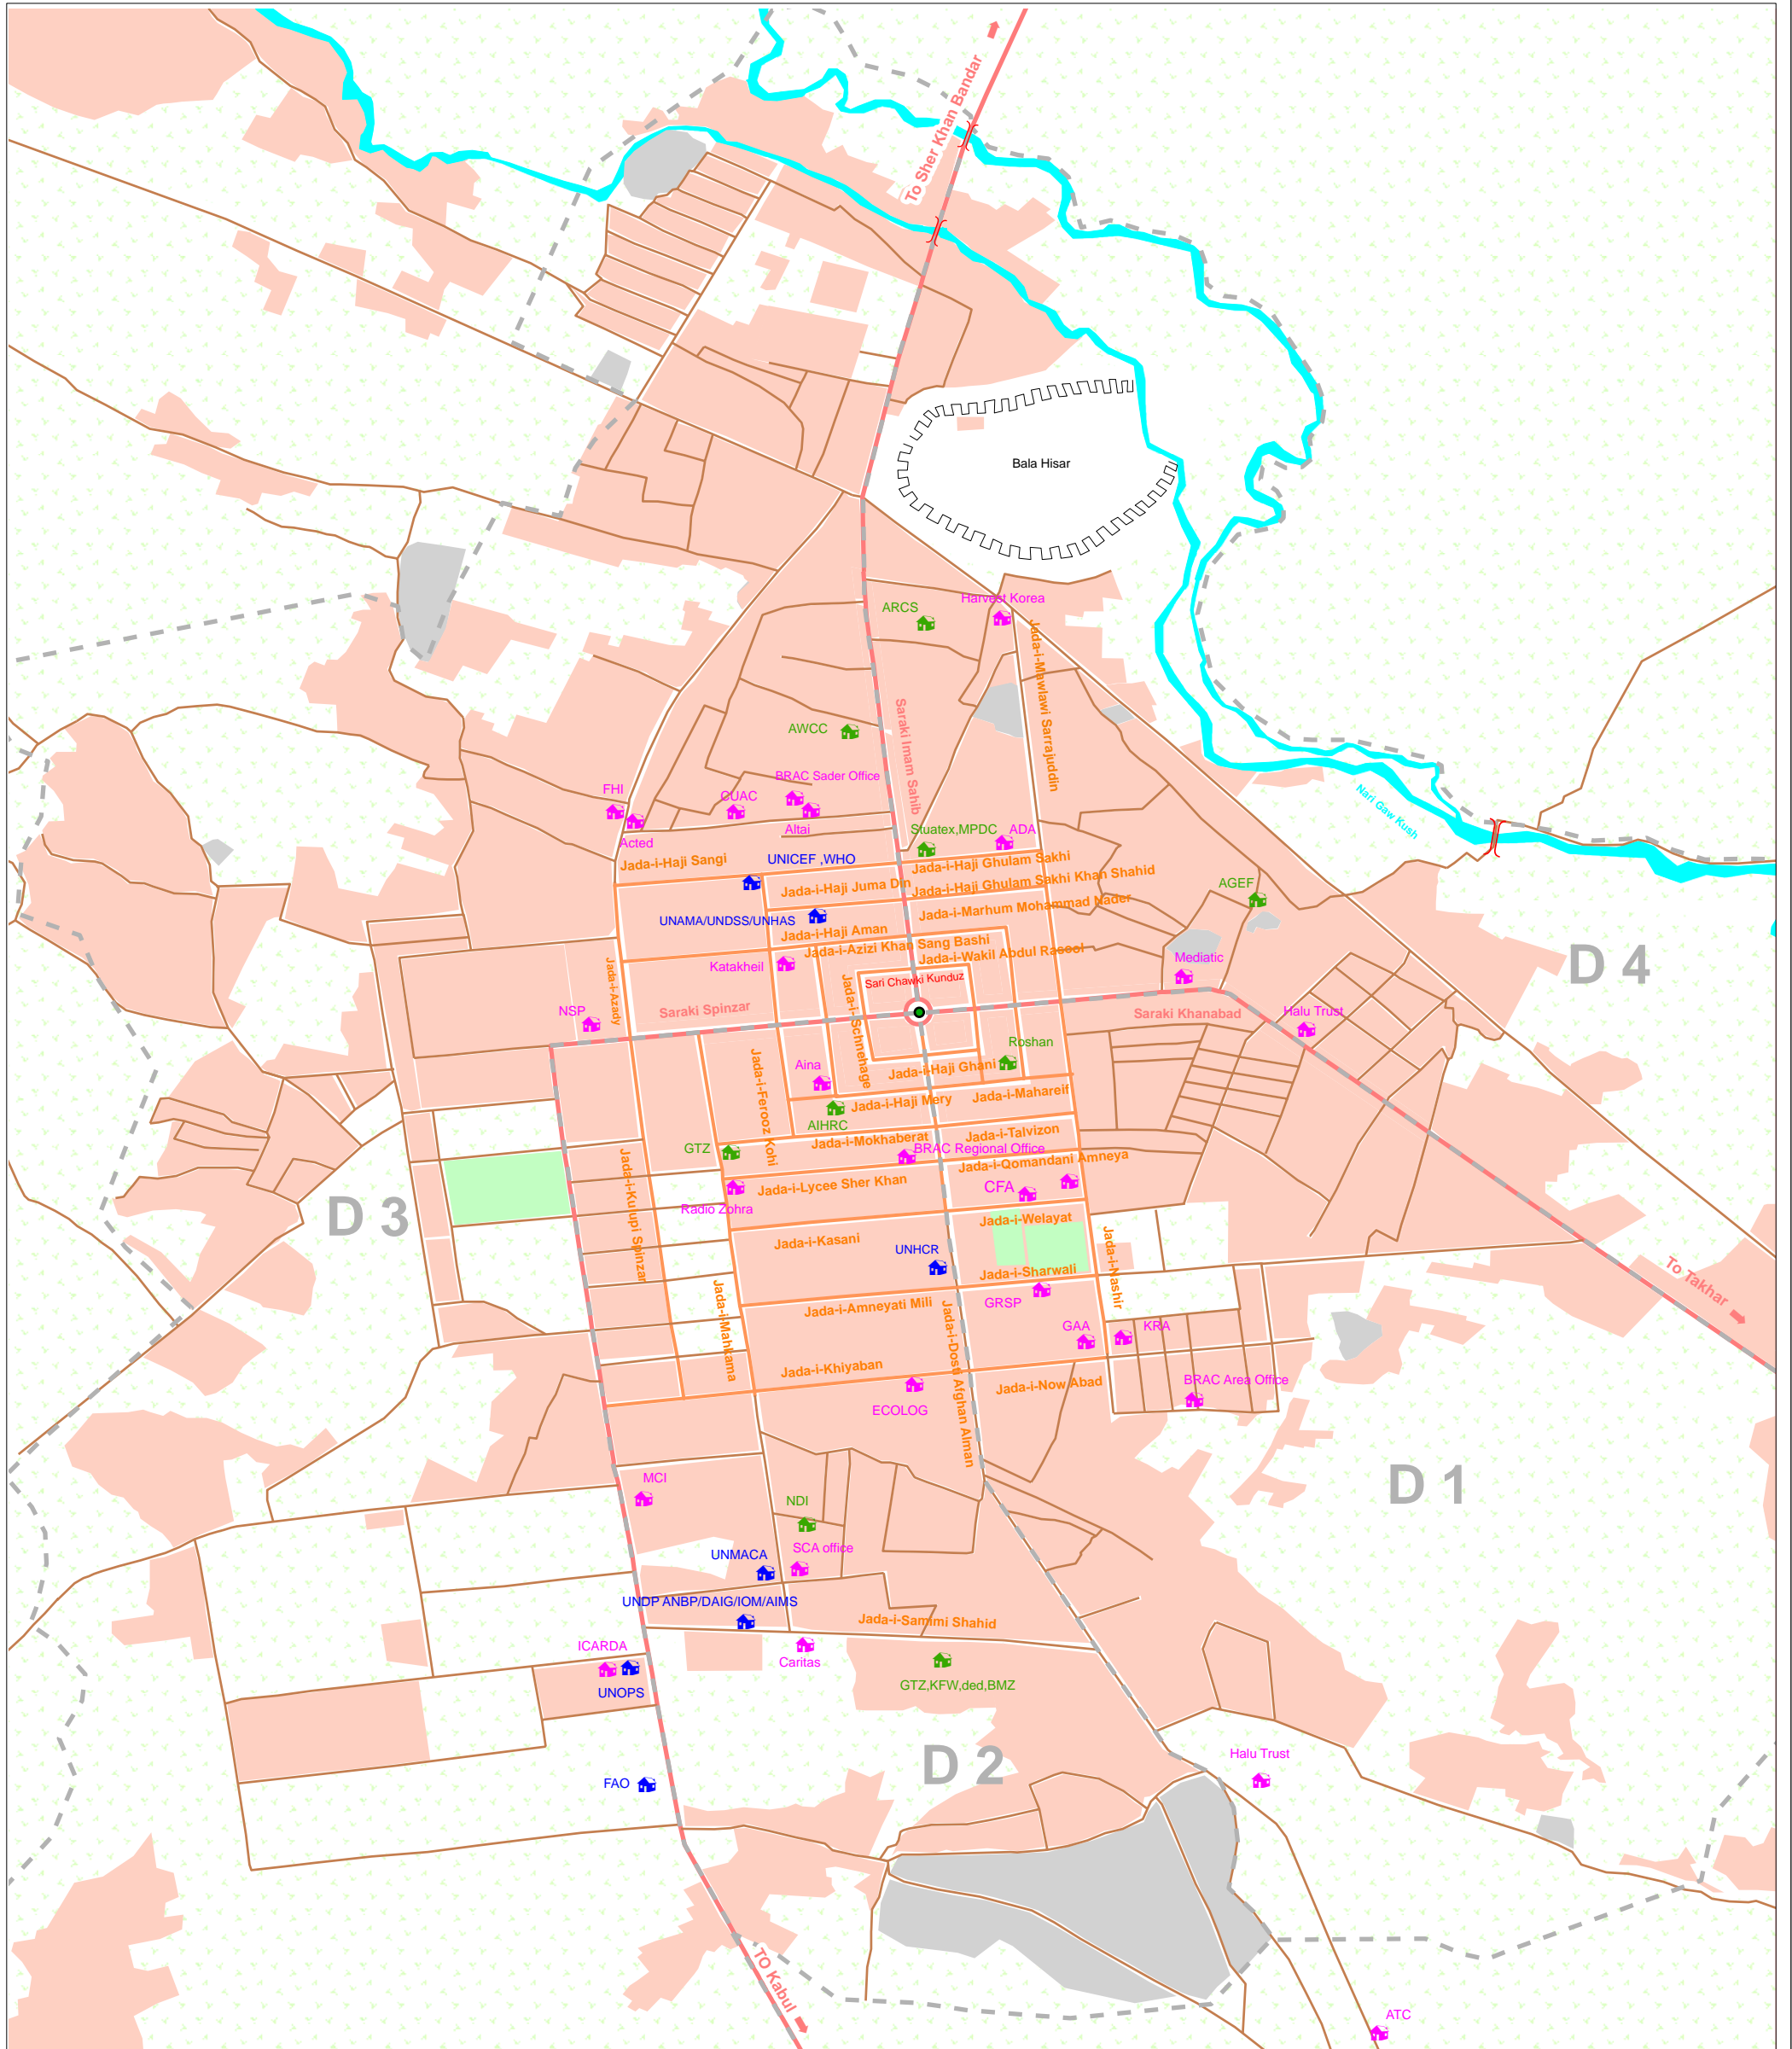 To Sher Khan Bandar
Bala Hisar
ARCS
Harvest Korea
Jada-i-Mawlawi Sarrajuddin
Saraki Imam Sahib
AWCC
BRAC Sader Office
FHI
CUAC
Altai
Acted
Stuatex,MPDC
ADA
Nari Gaw Kush
Jada-i-Haji Sangi
UNICEF ,WHO
Jada-i-Haji Ghulam Sakhi
Jada-i-Haji Juma Din
Jada-i-Haji Ghulam Sakhi Khan Shahid
AGEF
UNAMA/UNDSS/UNHAS
Jada-i-Marhum Mohammad Nader
Jada-i-Haji Aman
Jada-i-Azizi Khan Sang Bashi
Jada-i-Wakil Abdul Rasool
D 4
Katakheil
Mediatic
Sari Chawki Kunduz
Jada-i-Azady
NSP
Saraki Spinzar
Jada-i-Schnehage
Saraki Khanabad
Halu Trust
Roshan
Aina
Jada-i-Haji Ghani
Jada-i-Ferooz Kohi
Jada-i-Haji Mery
Jada-i-Mahareif
AIHRC
Jada-i-Mokhaberat
Jada-i-Talvizon
GTZ
BRAC Regional Office
Jada-i-Qomandani Amneya
Jada-i-Lycee Sher Khan
CFA
Radio Zohra
Jada-i-Kulupi Spinzar
D 3
Jada-i-Welayat
Jada-i-Kasani
UNHCR
Jada-i-Nashir
Jada-i-Sharwali
To Takhar
Jada-i-Mahkama
Jada-i-Amneyati Mili
GRSP
GAA
KRA
Jada-i-Dosti Afghan Alman
Jada-i-Khiyaban
Jada-i-Now Abad
BRAC Area Office
ECOLOG
D 1
MCI
NDI
SCA office
UNMACA
UNDP ANBP/DAIG/IOM/AIMS
Jada-i-Sammi Shahid
ICARDA
Caritas
UNOPS
GTZ,KFW,ded,BMZ
D 2
Halu Trust
FAO
TO Kabul
ATC